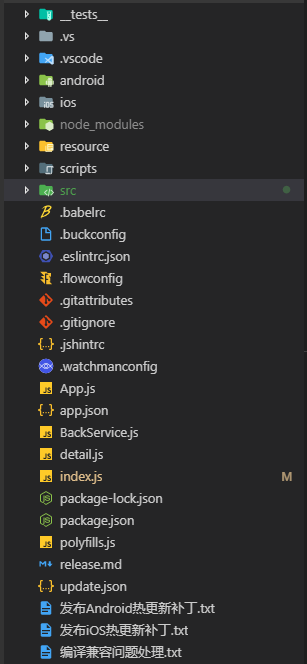 __tests__
.vs
.vscode
android
ios
node_modules
resource
scripts
src
.babelrc
.buckconfig
.eslintrc.json
.flowconfig
.gitattributes
.gitignore
.jshintrc
.watchmanconfig
App.js
app.json
BackService.js
detail.js
index.js M
package-lock.json
package.json
polyfills.js
release.md
update.json
发布Android热更新补丁.txt
发布iOS热更新补丁.txt
编译兼容问题处理.txt